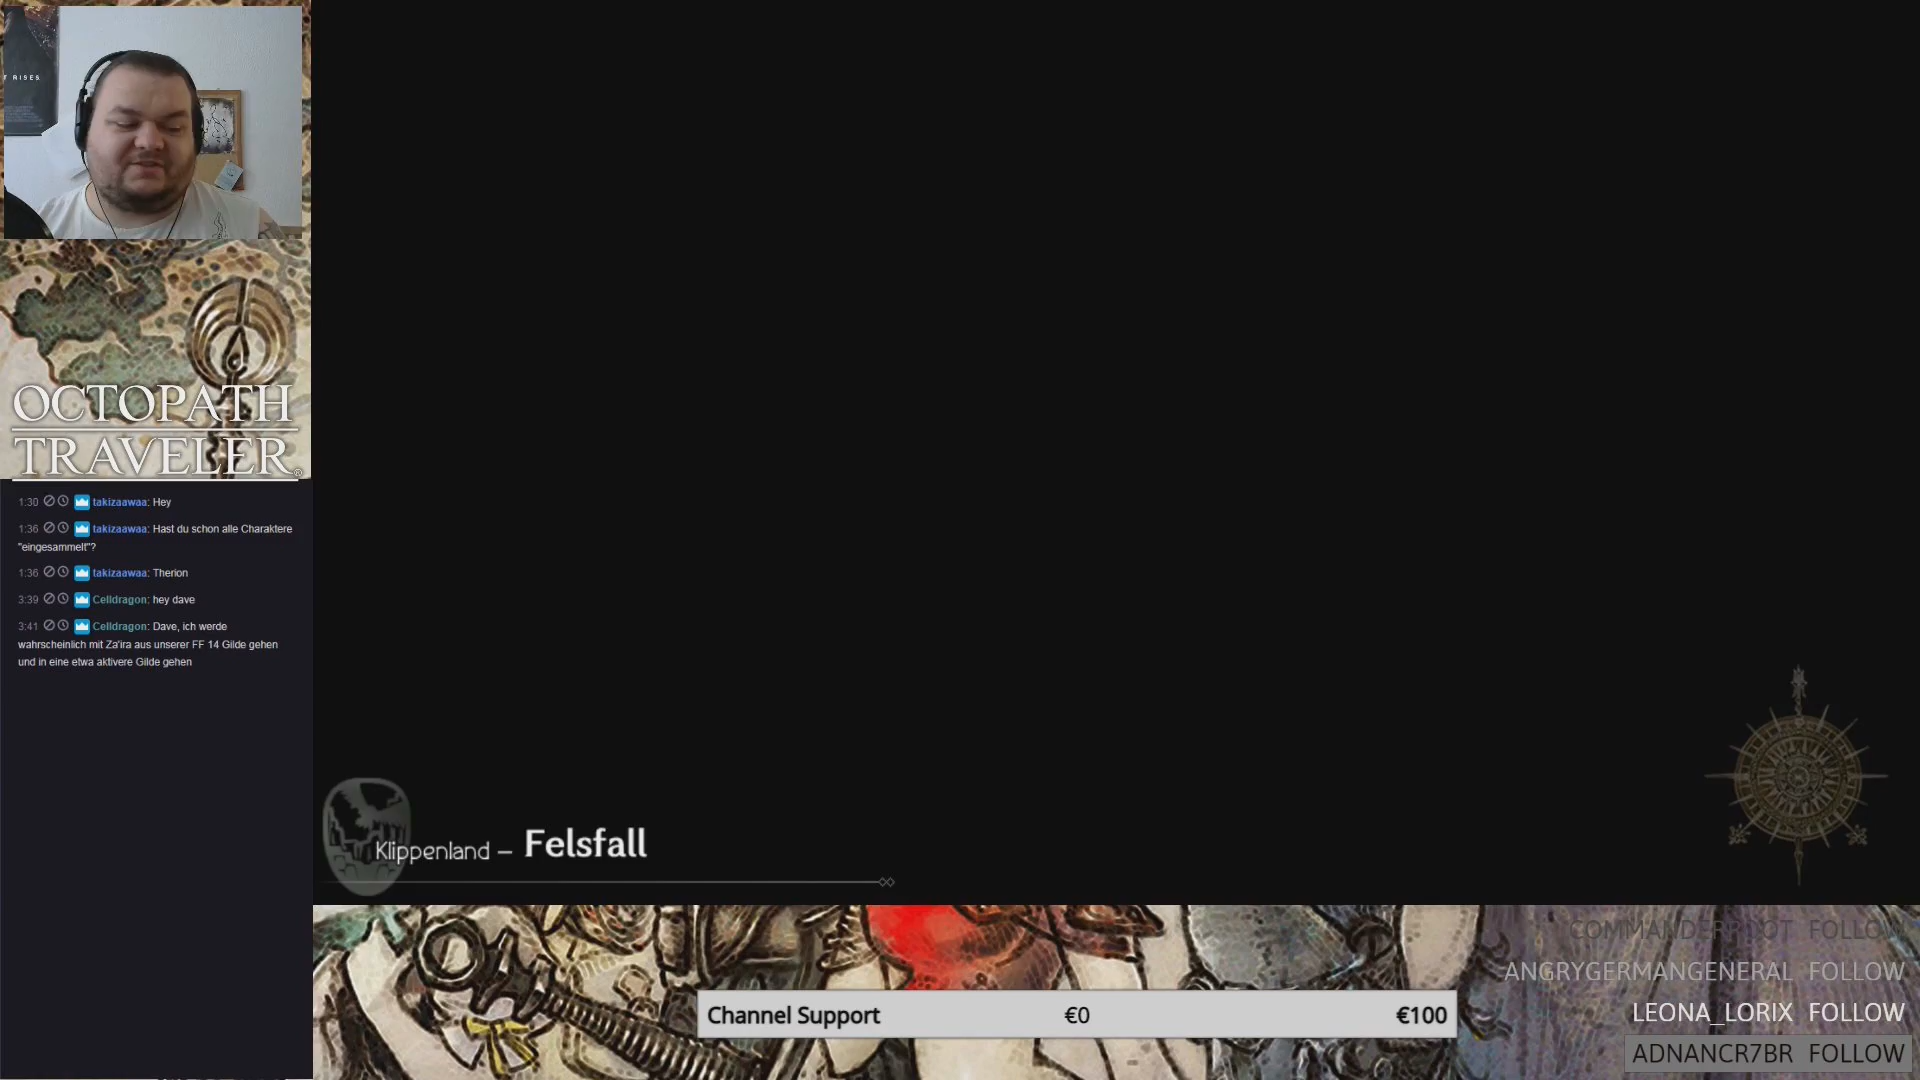 T RISES
OCTOPATH
TRAVELER®
1:30 takizaawaa: Hey
1:36 takizaawaa: Hast du schon alle Charaktere
"eingesammelt"?
1:36 takizaawaa: Therion
3:39 Celldragon: hey dave
3:41 Celldragon: Dave, ich werde
wahrscheinlich mit Za'ira aus unserer FF 14 Gilde gehen
und in eine etwa aktivere Gilde gehen
Klippenland – Felsfall
Channel Support €0 €100
COMMANDERROOT FOLLOW
ANGRYGERMANGENERAL FOLLOW
LEONA_LORIX FOLLOW
ADNANCR7BR FOLLOW